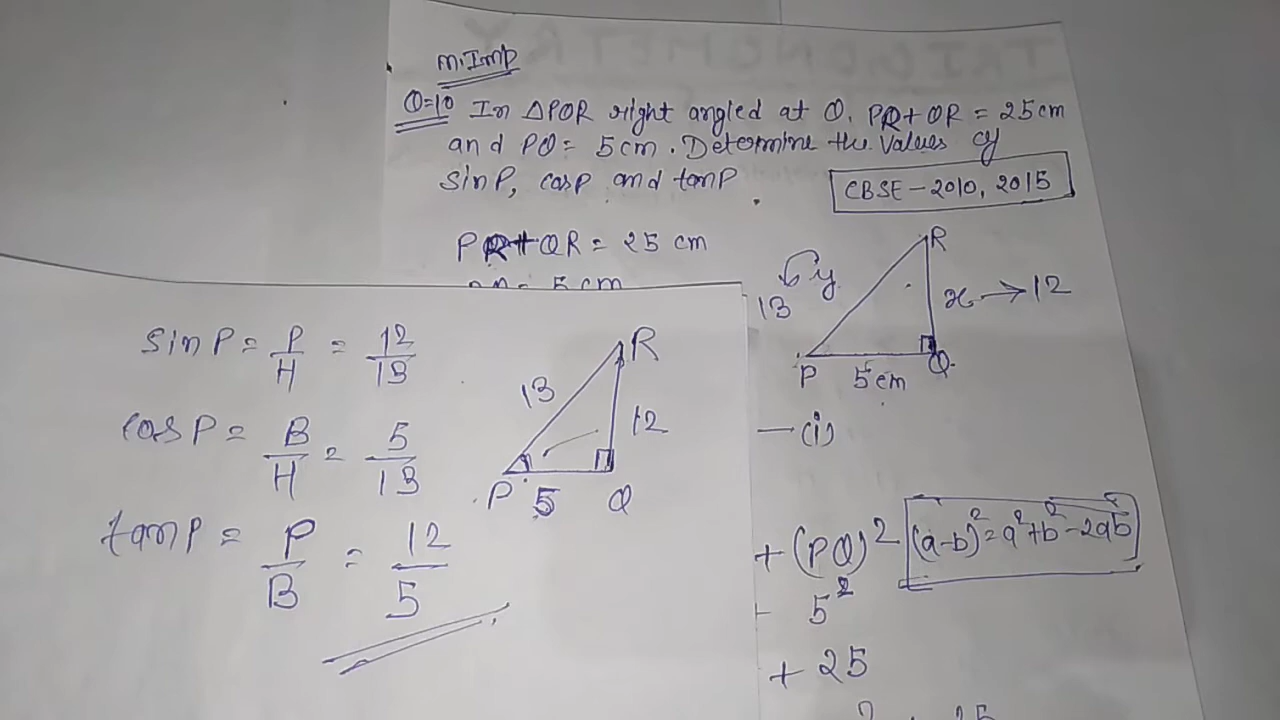 M.Imp
Q=10 In ΔPQR right angled at Q. PR+QR = 25cm
and PQ = 5cm. Determine the values of
sinP, cosP and tanP
CBSE - 2010, 2015
PR+QR = 25 cm
R
y
13
x → 12
P 5cm Q
sinP = P/H = 12/13
cosP = B/H = 5/13
tanP = P/B = 12/5
R
13
12
P 5 Q
— (i)
+ (PQ)² (a-b)² = a²+b²-2ab
5²
+ 25